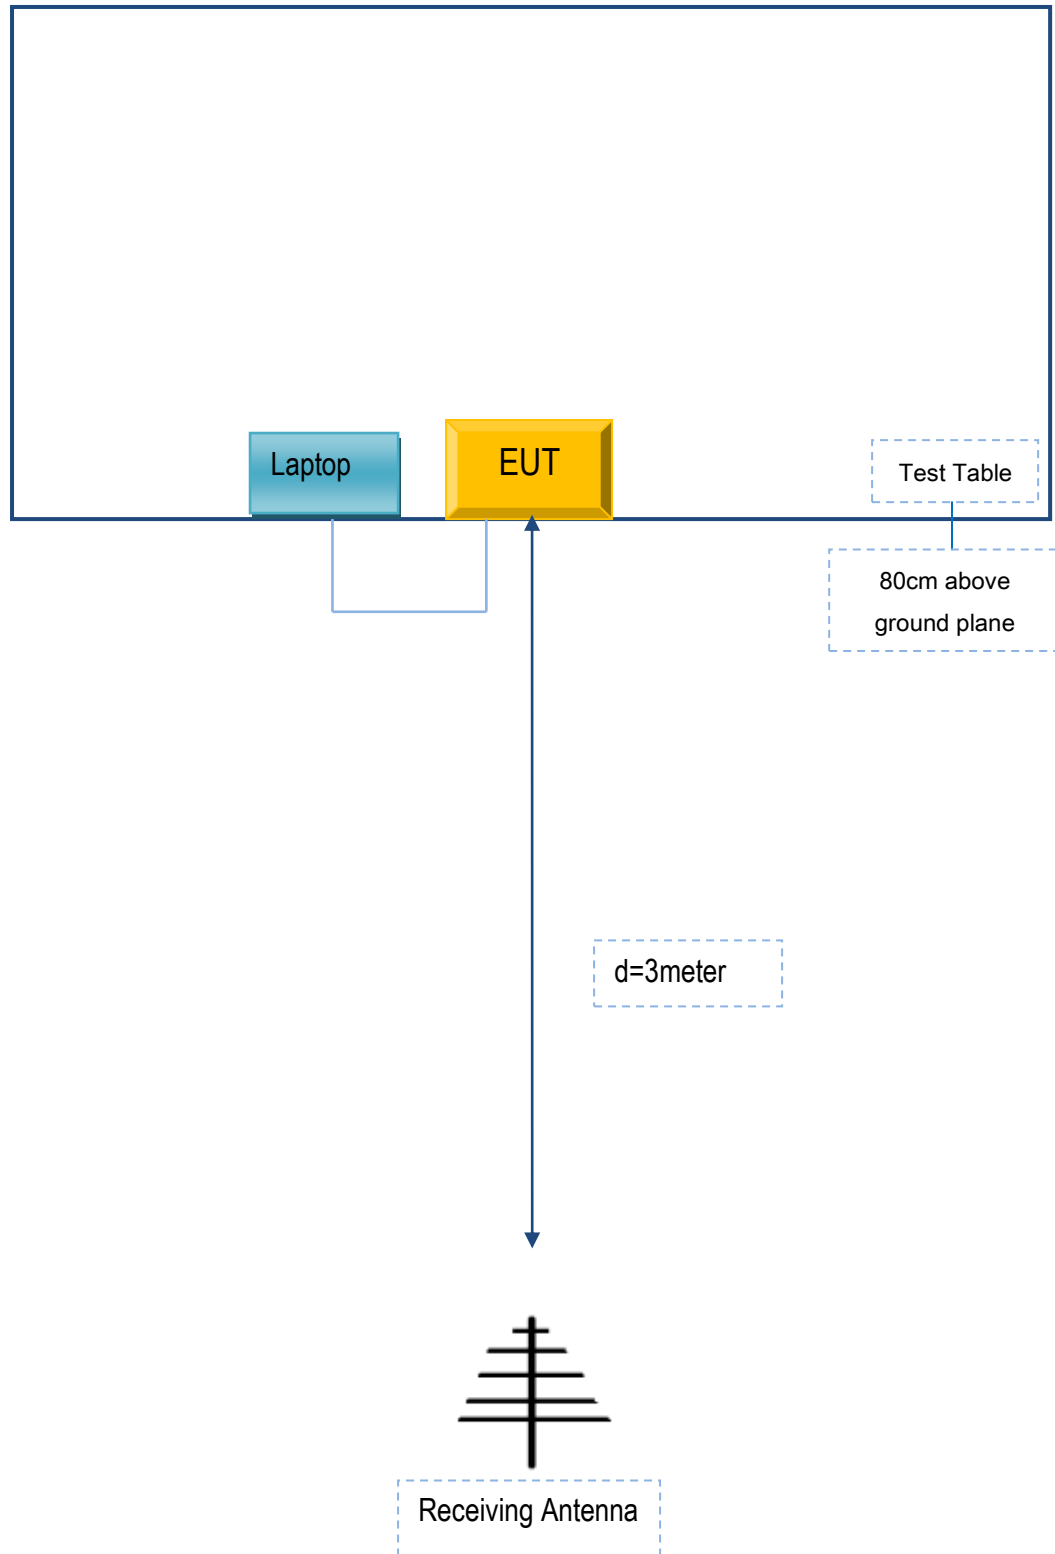 Laptop
EUT
Test Table
80cm above
ground plane
d=3meter
Receiving Antenna